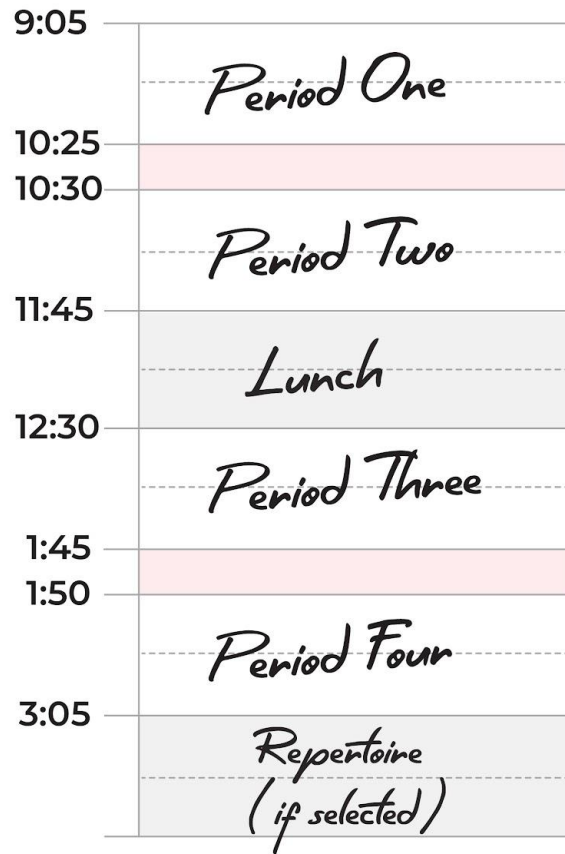 9:05
Period One
10:25
10:30
Period Two
11:45
Lunch
12:30
Period Three
1:45
1:50
Period Four
3:05
Repertoire
(if selected)